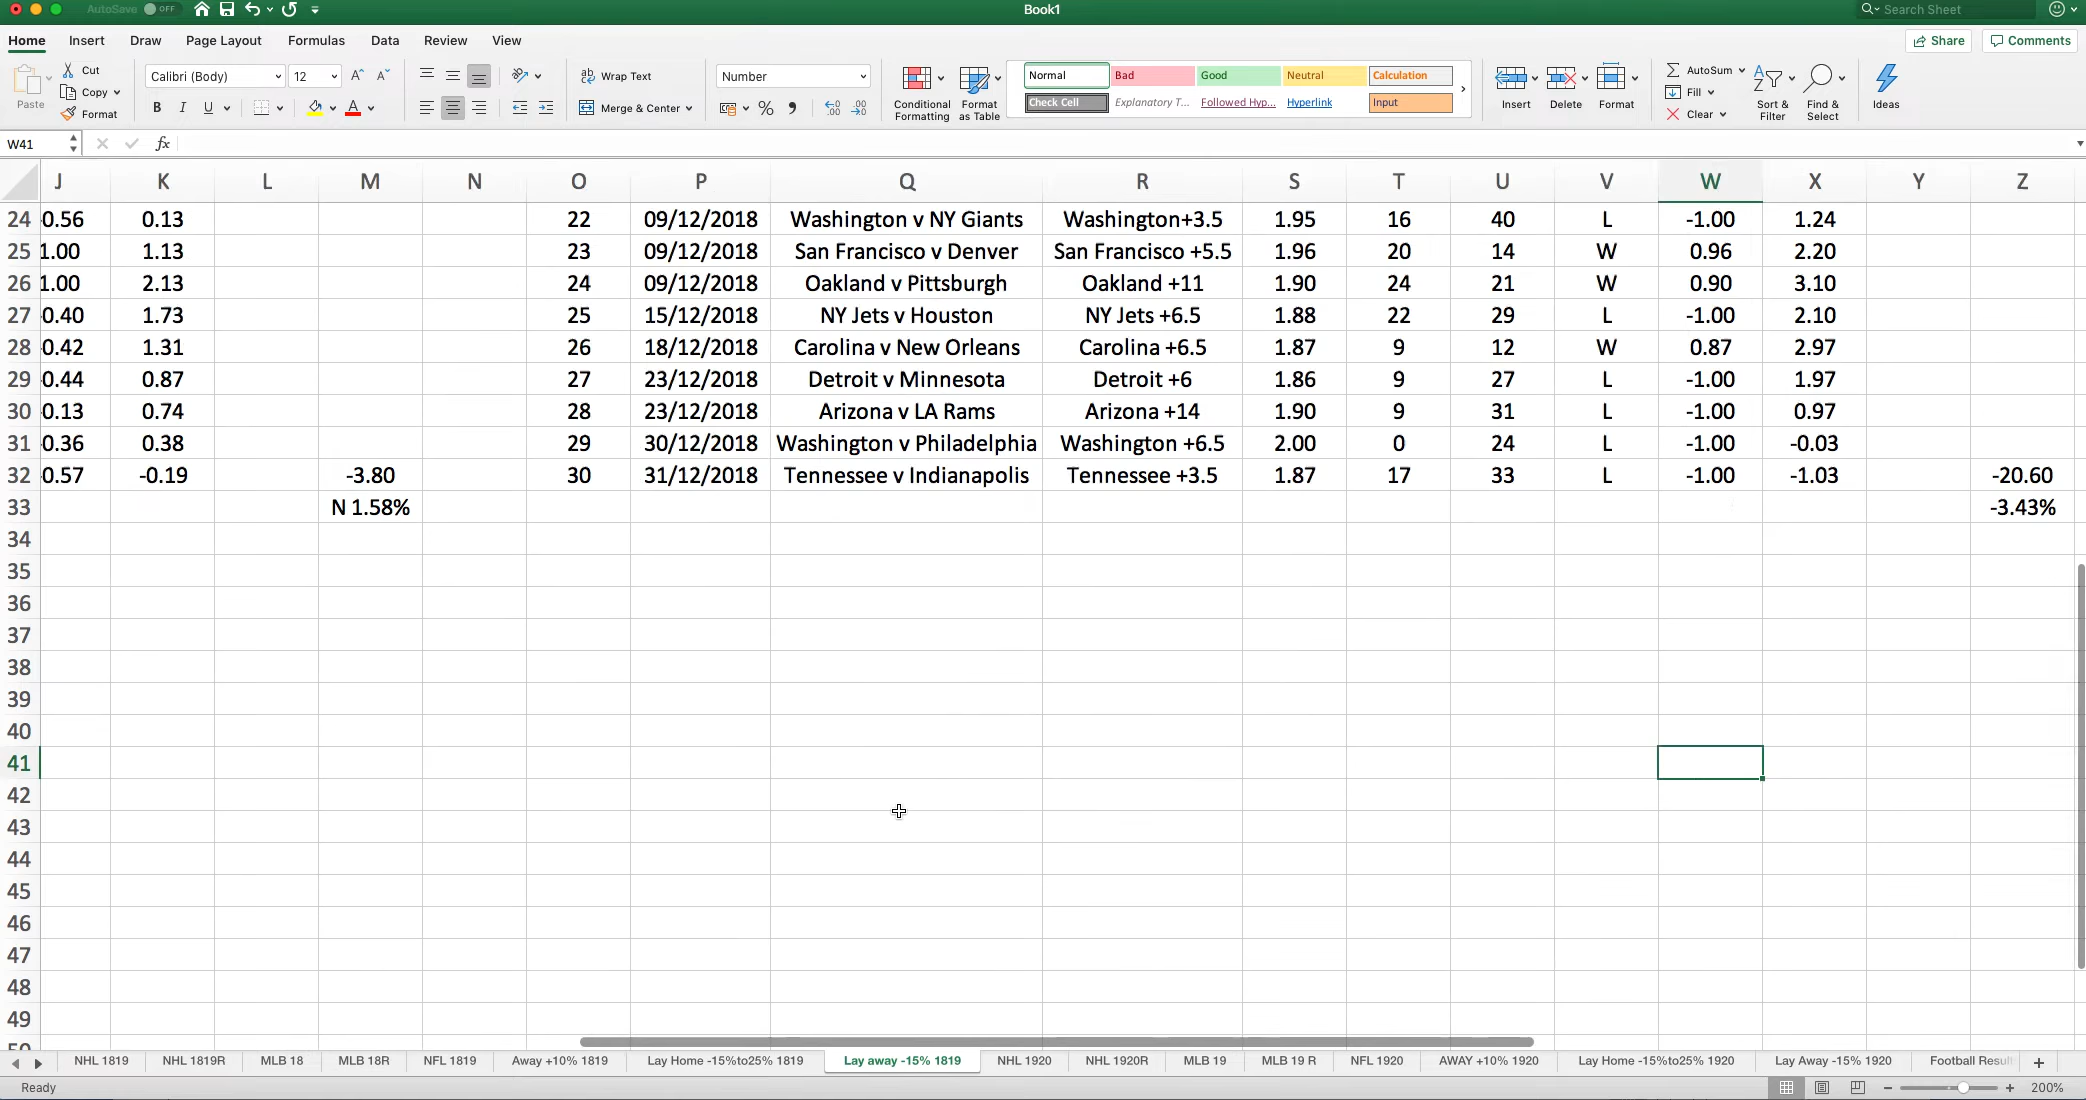 AutoSave OFF Book1 Search Sheet
Home Insert Draw Page Layout Formulas Data Review View Share Comments
Paste Cut Copy Format Calibri (Body) 12 Wrap Text Merge & Center Number Conditional Formatting Format as Table Normal Bad Good Neutral Calculation Check Cell Explanatory T... Followed Hyp... Hyperlink Input Insert Delete Format AutoSum Fill Clear Sort & Filter Find & Select Ideas
W41 fx
J K L M N O P Q R S T U V W X Y Z
24 0.56 0.13 22 09/12/2018 Washington v NY Giants Washington+3.5 1.95 16 40 L -1.00 1.24
25 1.00 1.13 23 09/12/2018 San Francisco v Denver San Francisco +5.5 1.96 20 14 W 0.96 2.20
26 1.00 2.13 24 09/12/2018 Oakland v Pittsburgh Oakland +11 1.90 24 21 W 0.90 3.10
27 0.40 1.73 25 15/12/2018 NY Jets v Houston NY Jets +6.5 1.88 22 29 L -1.00 2.10
28 0.42 1.31 26 18/12/2018 Carolina v New Orleans Carolina +6.5 1.87 9 12 W 0.87 2.97
29 0.44 0.87 27 23/12/2018 Detroit v Minnesota Detroit +6 1.86 9 27 L -1.00 1.97
30 0.13 0.74 28 23/12/2018 Arizona v LA Rams Arizona +14 1.90 9 31 L -1.00 0.97
31 0.36 0.38 29 30/12/2018 Washington v Philadelphia Washington +6.5 2.00 0 24 L -1.00 -0.03
32 0.57 -0.19 -3.80 30 31/12/2018 Tennessee v Indianapolis Tennessee +3.5 1.87 17 33 L -1.00 -1.03 -20.60
33 N 1.58% -3.43%
34
35
36
37
38
39
40
41
42
43
44
45
46
47
48
49
50
NHL 1819 NHL 1819R MLB 18 MLB 18R NFL 1819 Away +10% 1819 Lay Home -15%to25% 1819 Lay away -15% 1819 NHL 1920 NHL 1920R MLB 19 MLB 19 R NFL 1920 AWAY +10% 1920 Lay Home -15%to25% 1920 Lay Away -15% 1920 Football Resul
Ready 200%